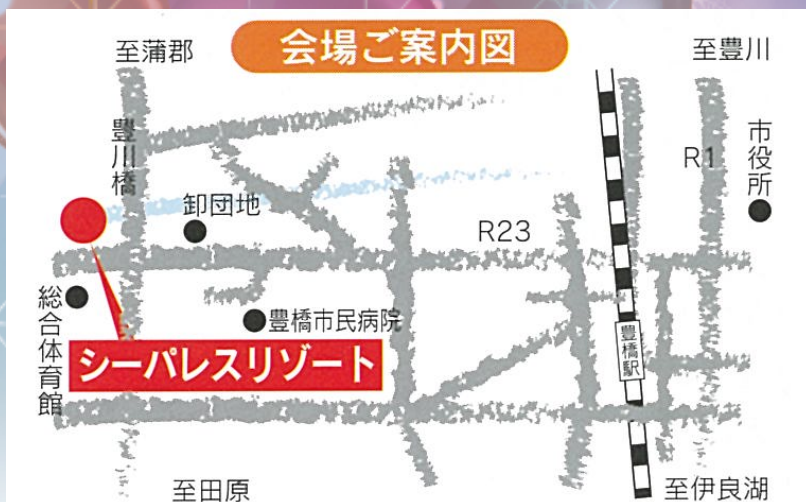 会場ご案内図
至蒲郡
至豊川
豊川橋
R1
市役所
卸団地
R23
総合体育館
豊橋市民病院
豊橋駅
シーパレスリゾート
至田原
至伊良湖